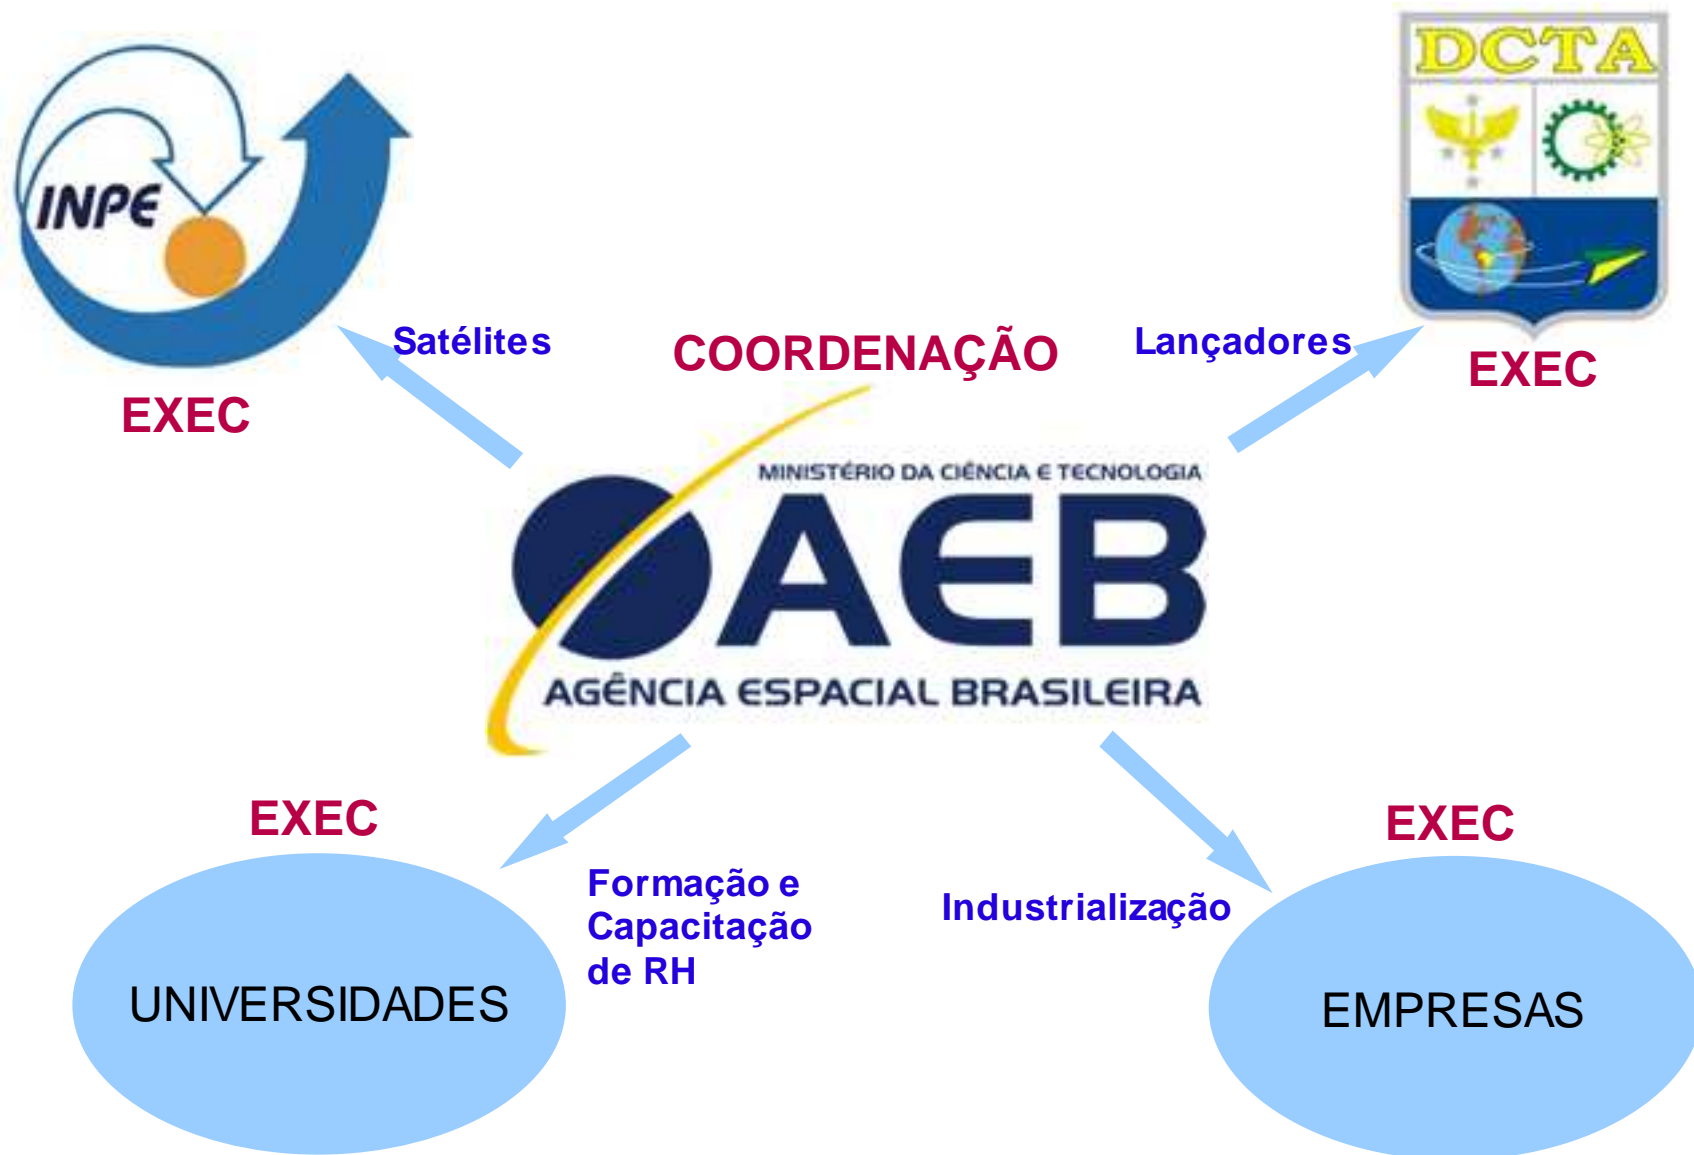 DCTA
INPE
Satélites
COORDENAÇÃO
Lançadores
EXEC
EXEC
MINISTÉRIO DA CIÊNCIA E TECNOLOGIA
AEB
AGÊNCIA ESPACIAL BRASILEIRA
EXEC
EXEC
Formação e
Capacitação
de RH
Industrialização
UNIVERSIDADES
EMPRESAS